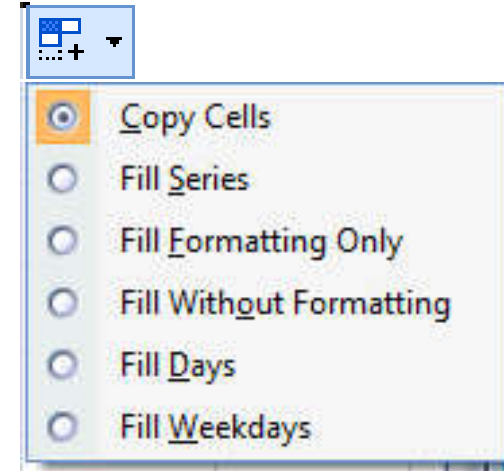 Copy Cells
Fill Series
Fill Formatting Only
Fill Without Formatting
Fill Days
Fill Weekdays